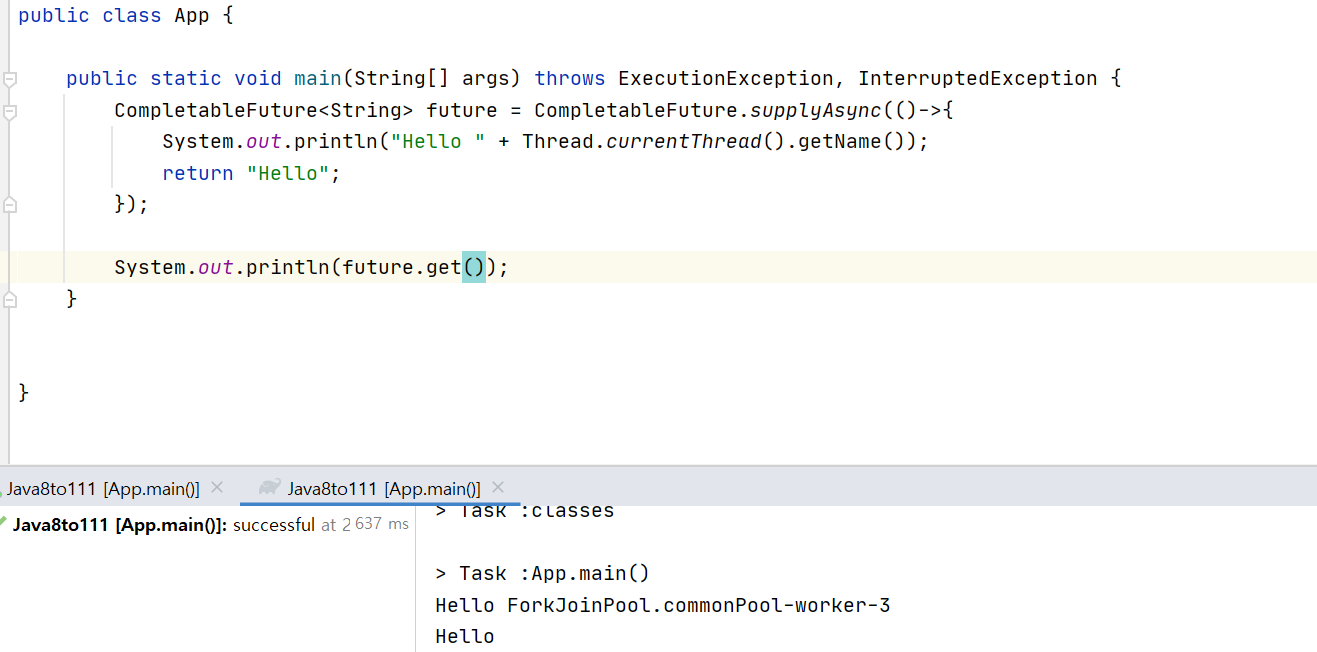 public class App {
public static void main(String[] args) throws ExecutionException, InterruptedException {
CompletableFuture<String> future = CompletableFuture.supplyAsync(()->{
System.out.println("Hello " + Thread.currentThread().getName());
return "Hello";
});
System.out.println(future.get());
}
}
Java8to111 [App.main()] × Java8to111 [App.main()] ×
Java8to111 [App.main()]: successful at 2 637 ms
> Task :classes
> Task :App.main()
Hello ForkJoinPool.commonPool-worker-3
Hello